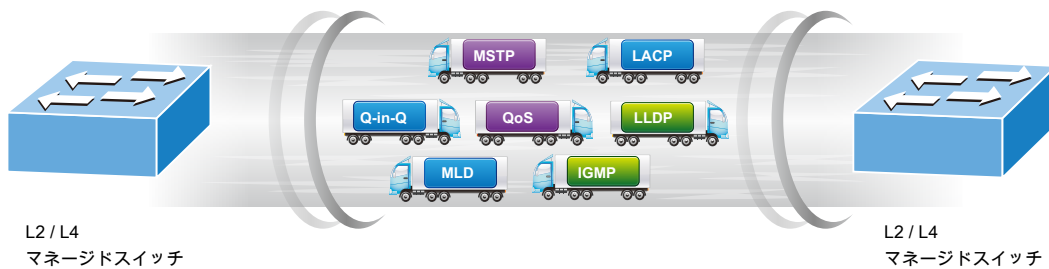 MSTP
LACP
Q-in-Q
QoS
LLDP
MLD
IGMP
L2 / L4
マネージドスイッチ
L2 / L4
マネージドスイッチ